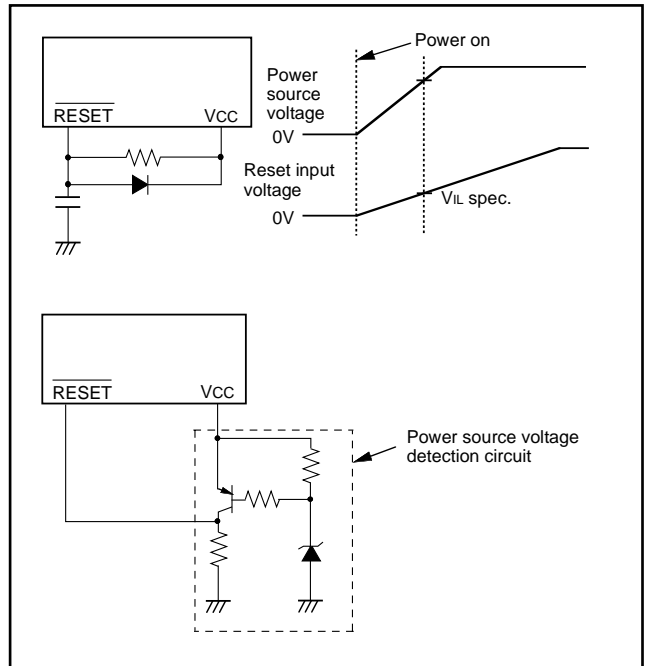 Power on
Power
source
voltage
0V
RESET
VCC
Reset input
voltage
0V
VIL spec.
RESET
VCC
Power source voltage
detection circuit